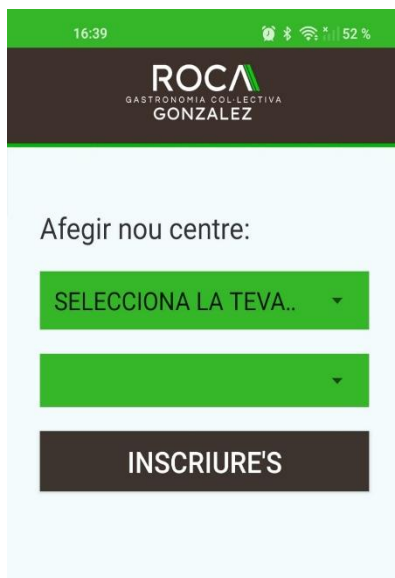 16:39
52 %
ROCA
GASTRONOMIA COL·LECTIVA
GONZALEZ
Afegir nou centre:
SELECCIONA LA TEVA..
INSCRIURE'S